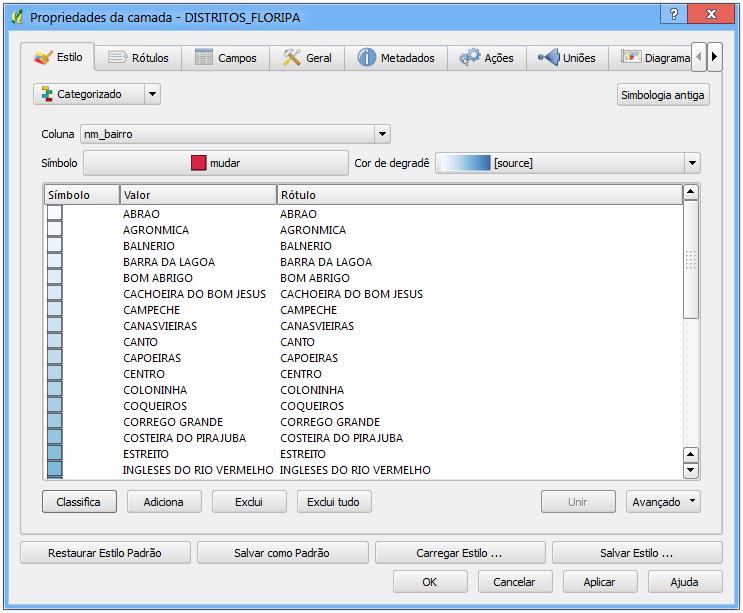 Propriedades da camada - DISTRITOS_FLORIPA
?
Estilo Rótulos Campos Geral Metadados Ações Uniões Diagrama
Categorizado Simbologia antiga
Coluna nm_bairro
Símbolo mudar Cor de degradê [source]
Símbolo Valor Rótulo
ABRAO ABRAO
AGRONMICA AGRONMICA
BALNERIO BALNERIO
BARRA DA LAGOA BARRA DA LAGOA
BOM ABRIGO BOM ABRIGO
CACHOEIRA DO BOM JESUS CACHOEIRA DO BOM JESUS
CAMPECHE CAMPECHE
CANASVIEIRAS CANASVIEIRAS
CANTO CANTO
CAPOEIRAS CAPOEIRAS
CENTRO CENTRO
COLONINHA COLONINHA
COQUEIROS COQUEIROS
CORREGO GRANDE CORREGO GRANDE
COSTEIRA DO PIRAJUBA COSTEIRA DO PIRAJUBA
ESTREITO ESTREITO
INGLESES DO RIO VERMELHO INGLESES DO RIO VERMELHO
Classifica Adiciona Exclui Exclui tudo Unir Avançado
Restaurar Estilo Padrão Salvar como Padrão Carregar Estilo ... Salvar Estilo ...
OK Cancelar Aplicar Ajuda